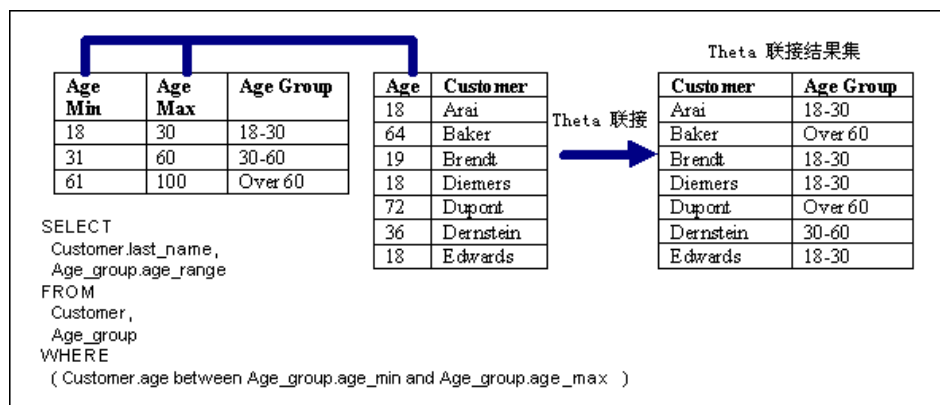 Theta 联接结果集
Age Min Age Max Age Group
18 30 18-30
31 60 30-60
61 100 Over 60
Age Customer
18 Arai
64 Baker
19 Brendt
18 Diemers
72 Dupont
36 Dernstein
18 Edwards
Theta 联接
Customer Age Group
Arai 18-30
Baker Over 60
Brendt 18-30
Diemers 18-30
Dupont Over 60
Dernstein 30-60
Edwards 18-30
SELECT
Customer.last_name,
Age_group.age_range
FROM
Customer,
Age_group
WHERE
( Customer.age between Age_group.age_min and Age_group.age_max )